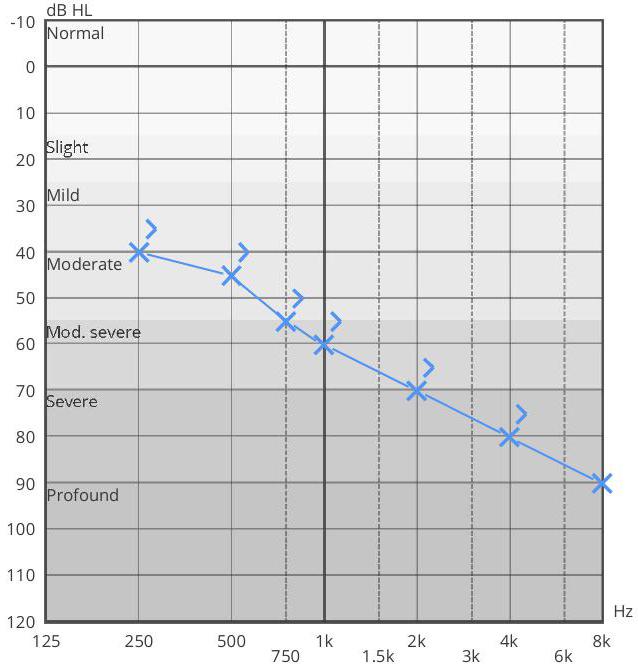 dB HL
-10
Normal
0
10
Slight
20
Mild
30
40
Moderate
50
Mod. severe
60
70
Severe
80
90
Profound
100
110
120
Hz
125 250 500 1k 2k 4k 8k
750 1.5k 3k 6k